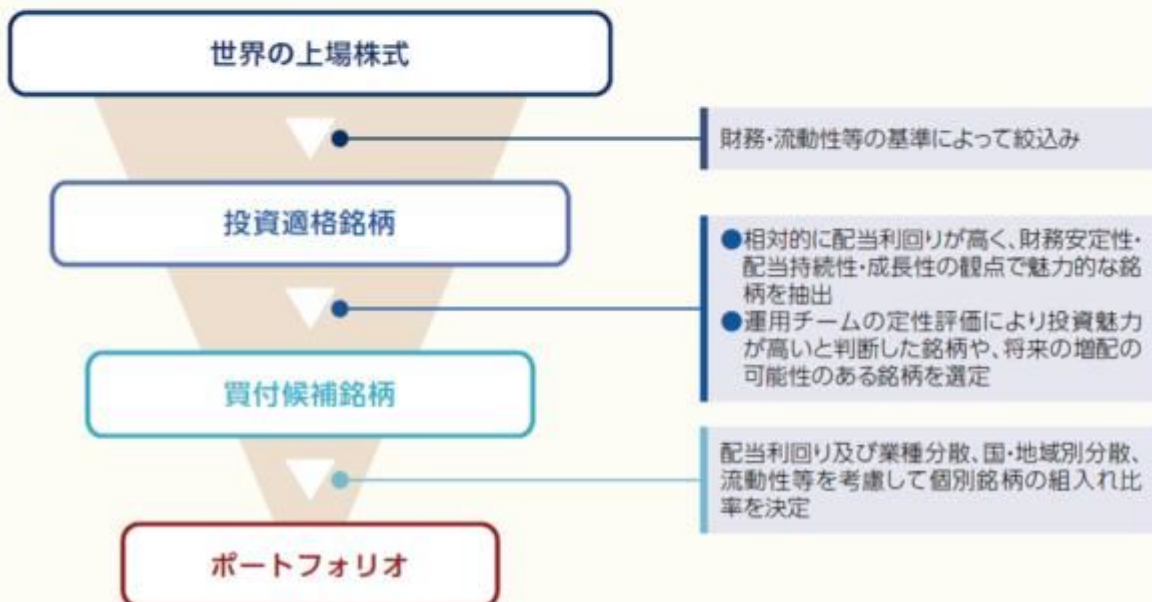 世界の上場株式
財務・流動性等の基準によって絞込み
投資適格銘柄
●相対的に配当利回りが高く、財務安定性・
配当持続性・成長性の観点で魅力的な銘
柄を抽出
●運用チームの定性評価により投資魅力
が高いと判断した銘柄や、将来の増配の
可能性のある銘柄を選定
買付候補銘柄
配当利回り及び業種分散、国・地域別分散、
流動性等を考慮して個別銘柄の組入れ比
率を決定
ポートフォリオ